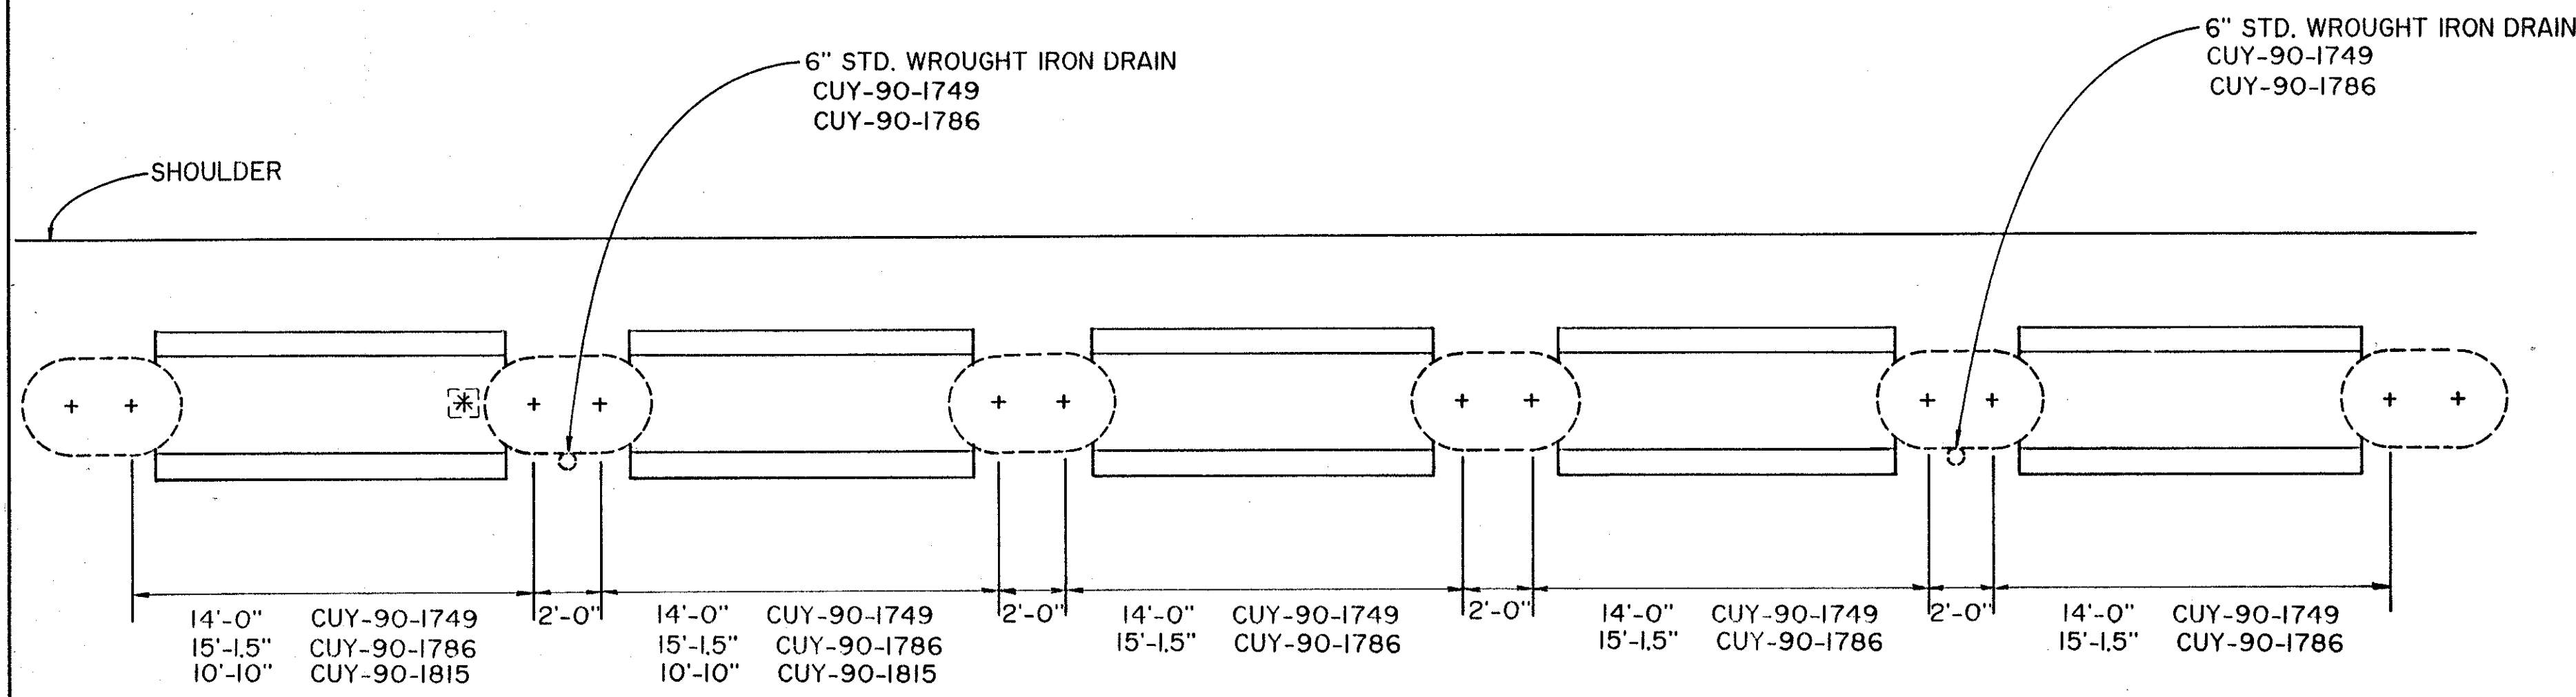 6" STD. WROUGHT IRON DRAIN
CUY-90-1749
CUY-90-1786
6" STD. WROUGHT IRON DRAIN
CUY-90-1749
CUY-90-1786
SHOULDER
14'-0" CUY-90-1749
15'-1.5" CUY-90-1786
10'-10" CUY-90-1815
2'-0"
14'-0" CUY-90-1749
15'-1.5" CUY-90-1786
10'-10" CUY-90-1815
2'-0"
14'-0" CUY-90-1749
15'-1.5" CUY-90-1786
2'-0"
14'-0" CUY-90-1749
15'-1.5" CUY-90-1786
2'-0"
14'-0" CUY-90-1749
15'-1.5" CUY-90-1786